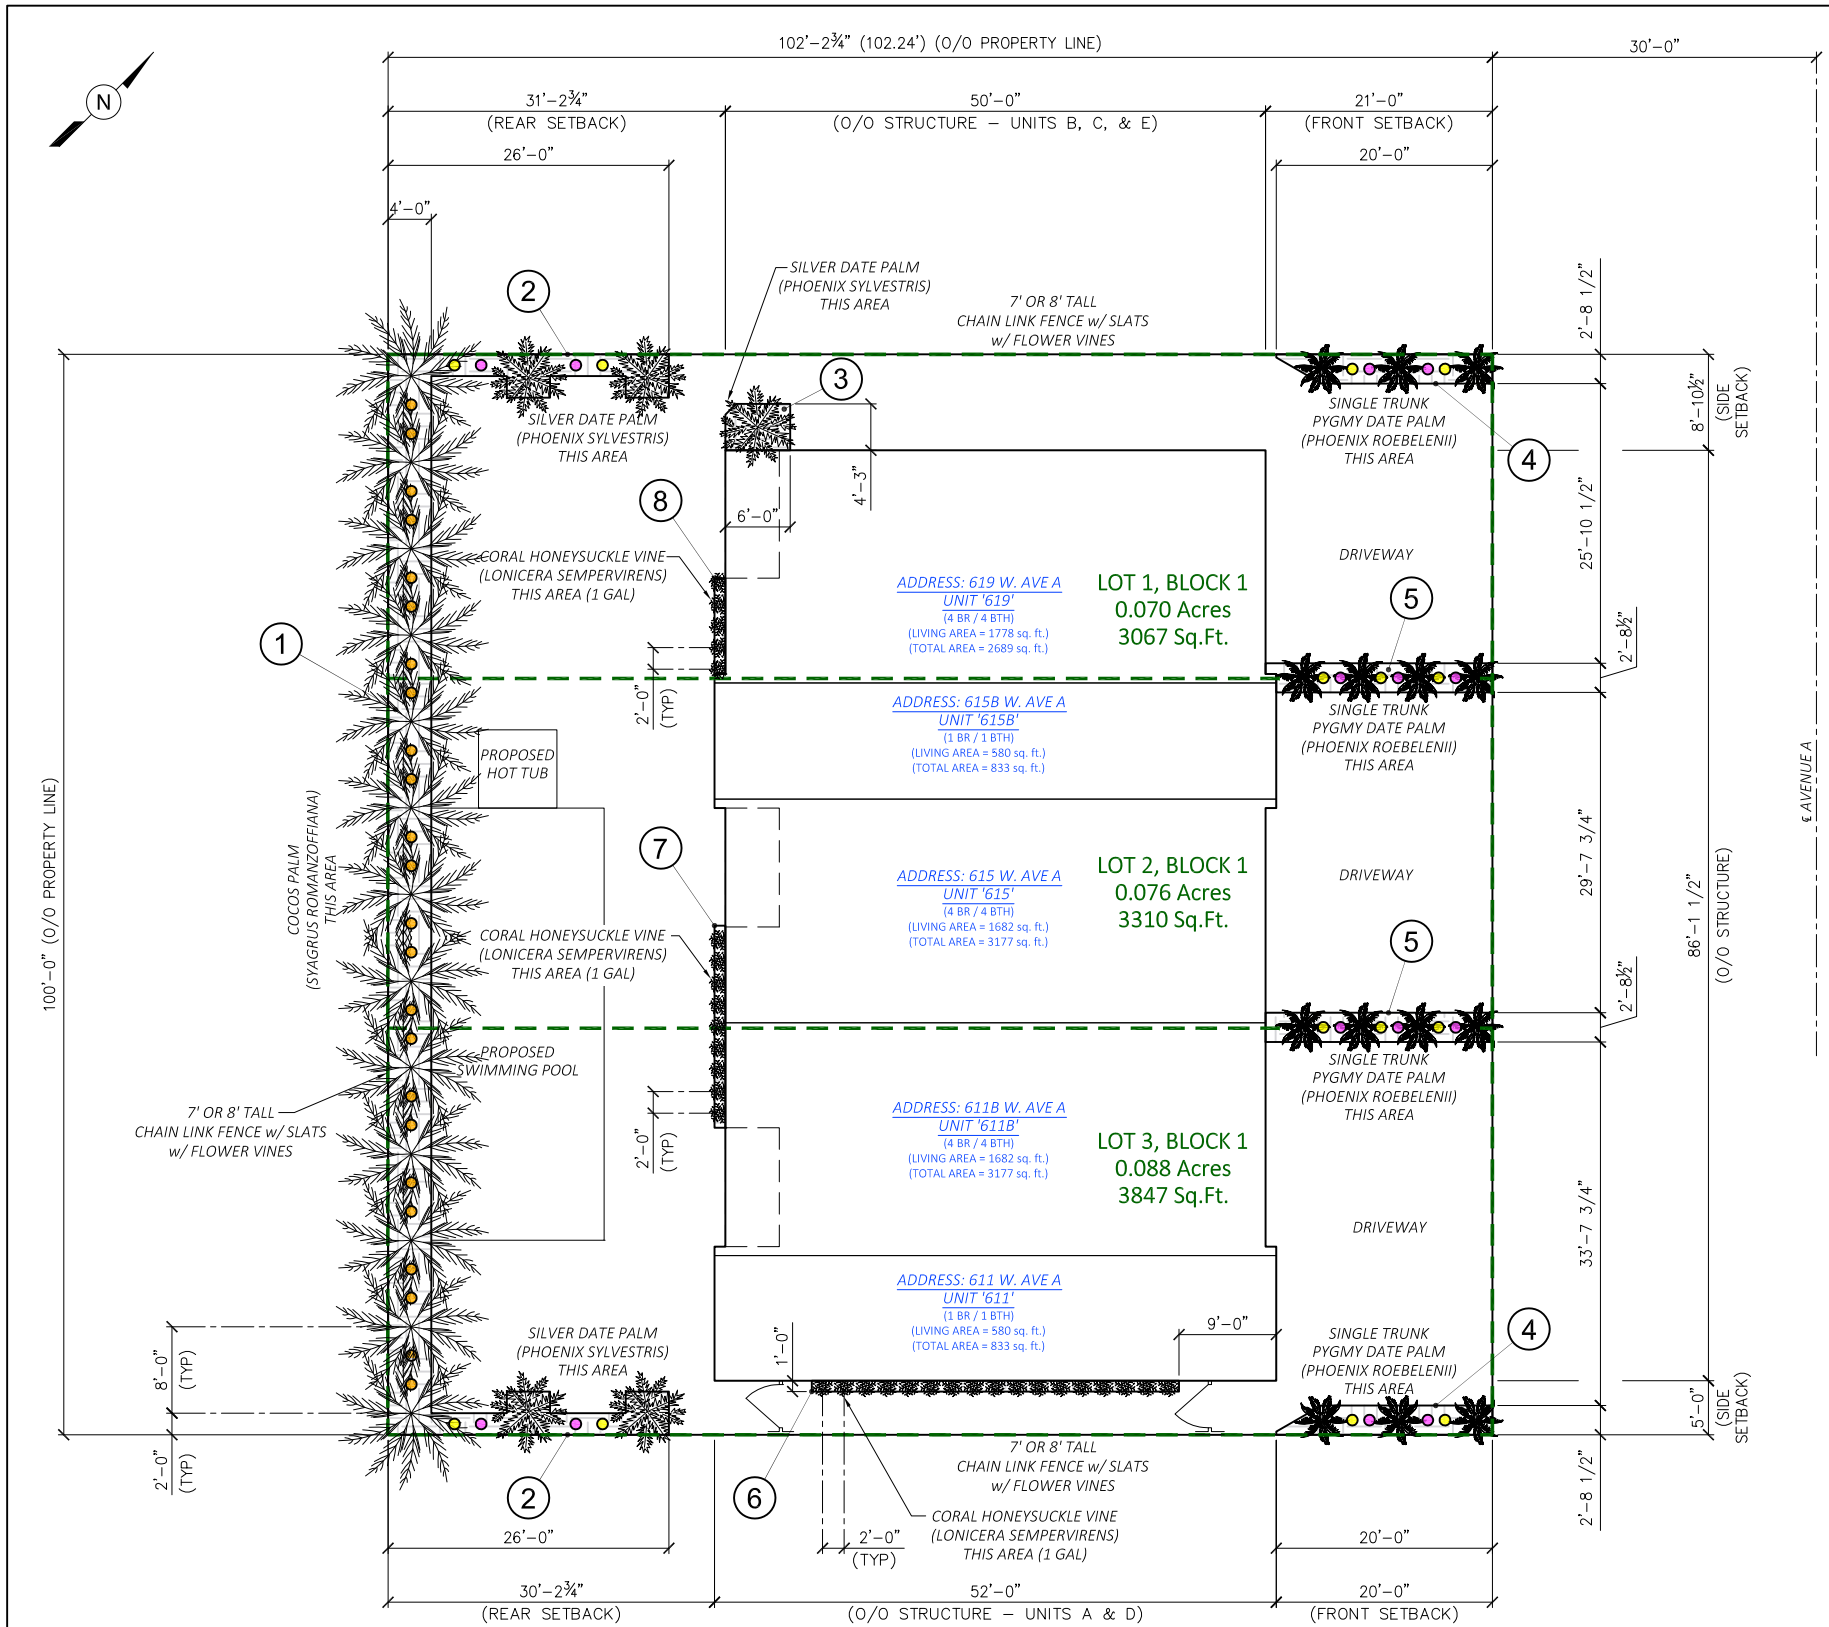 102'-2¾" (102.24') (O/O PROPERTY LINE)
30'-0"
N
31'-2¾"
(REAR SETBACK)
50'-0"
(O/O STRUCTURE - UNITS B, C, & E)
21'-0"
(FRONT SETBACK)
26'-0"
20'-0"
4'-0"
2
SILVER DATE PALM
(PHOENIX SYLVESTRIS)
THIS AREA
7' OR 8' TALL
CHAIN LINK FENCE w/ SLATS
w/ FLOWER VINES
2'-8 1/2"
3
8'-10½"
(SIDE
SETBACK)
SILVER DATE PALM
(PHOENIX SYLVESTRIS)
THIS AREA
SINGLE TRUNK
PYGMY DATE PALM
(PHOENIX ROEBELENII)
THIS AREA
4
4'-3"
6'-0"
8
25'-10 1/2"
CORAL HONEYSUCKLE VINE
(LONICERA SEMPERVIRENS)
THIS AREA (1 GAL)
DRIVEWAY
ADDRESS: 619 W. AVE A
UNIT '619'
(4 BR / 4 BTH)
(LIVING AREA = 1778 sq. ft.)
(TOTAL AREA = 2689 sq. ft.)
LOT 1, BLOCK 1
0.070 Acres
3067 Sq.Ft.
5
1
2'-8½"
2'-0"
(TYP)
ADDRESS: 615B W. AVE A
UNIT '615B'
(1 BR / 1 BTH)
(LIVING AREA = 580 sq. ft.)
(TOTAL AREA = 833 sq. ft.)
SINGLE TRUNK
PYGMY DATE PALM
(PHOENIX ROEBELENII)
THIS AREA
PROPOSED
HOT TUB
℄ AVENUE A
100'-0" (O/O PROPERTY LINE)
COCOS PALM
(SYAGRUS ROMANZOFFIANA)
THIS AREA
7
ADDRESS: 615 W. AVE A
UNIT '615'
(4 BR / 4 BTH)
(LIVING AREA = 1682 sq. ft.)
(TOTAL AREA = 3177 sq. ft.)
LOT 2, BLOCK 1
0.076 Acres
3310 Sq.Ft.
DRIVEWAY
29'-7 3/4"
86'-1 1/2"
(O/O STRUCTURE)
CORAL HONEYSUCKLE VINE
(LONICERA SEMPERVIRENS)
THIS AREA (1 GAL)
5
2'-8½"
PROPOSED
SWIMMING POOL
SINGLE TRUNK
PYGMY DATE PALM
(PHOENIX ROEBELENII)
THIS AREA
7' OR 8' TALL
CHAIN LINK FENCE w/ SLATS
w/ FLOWER VINES
2'-0"
(TYP)
ADDRESS: 611B W. AVE A
UNIT '611B'
(4 BR / 4 BTH)
(LIVING AREA = 1682 sq. ft.)
(TOTAL AREA = 3177 sq. ft.)
LOT 3, BLOCK 1
0.088 Acres
3847 Sq.Ft.
DRIVEWAY
33'-7 3/4"
ADDRESS: 611 W. AVE A
UNIT '611'
(1 BR / 1 BTH)
(LIVING AREA = 580 sq. ft.)
(TOTAL AREA = 833 sq. ft.)
9'-0"
1'-0"
SILVER DATE PALM
(PHOENIX SYLVESTRIS)
THIS AREA
SINGLE TRUNK
PYGMY DATE PALM
(PHOENIX ROEBELENII)
THIS AREA
4
8'-0"
(TYP)
5'-0"
(SIDE
SETBACK)
2'-0"
(TYP)
2
6
7' OR 8' TALL
CHAIN LINK FENCE w/ SLATS
w/ FLOWER VINES
2'-8 1/2"
CORAL HONEYSUCKLE VINE
(LONICERA SEMPERVIRENS)
THIS AREA (1 GAL)
26'-0"
2'-0"
(TYP)
20'-0"
30'-2¾"
(REAR SETBACK)
52'-0"
(O/O STRUCTURE - UNITS A & D)
20'-0"
(FRONT SETBACK)